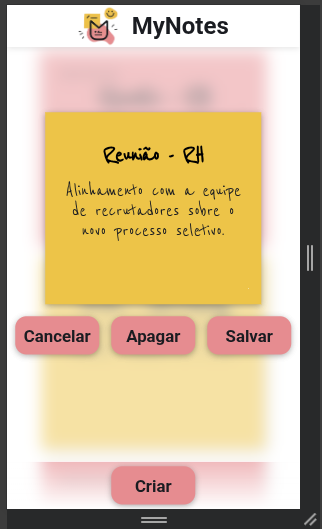 MyNotes
Reunião - RH
Alinhamento com a equipe
de recrutadores sobre o
novo processo seletivo.
Cancelar Apagar Salvar
Criar